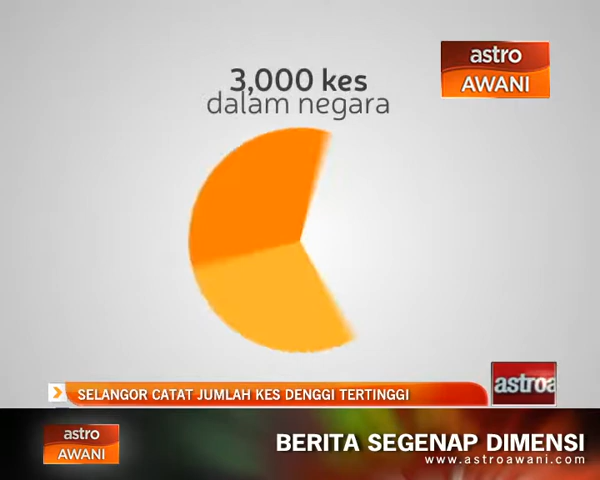 astro
AWANI
3,000 kes
dalam negara
SELANGOR CATAT JUMLAH KES DENGGI TERTINGGI
astroa
astro
AWANI
BERITA SEGENAP DIMENSI
www.astroawani.com